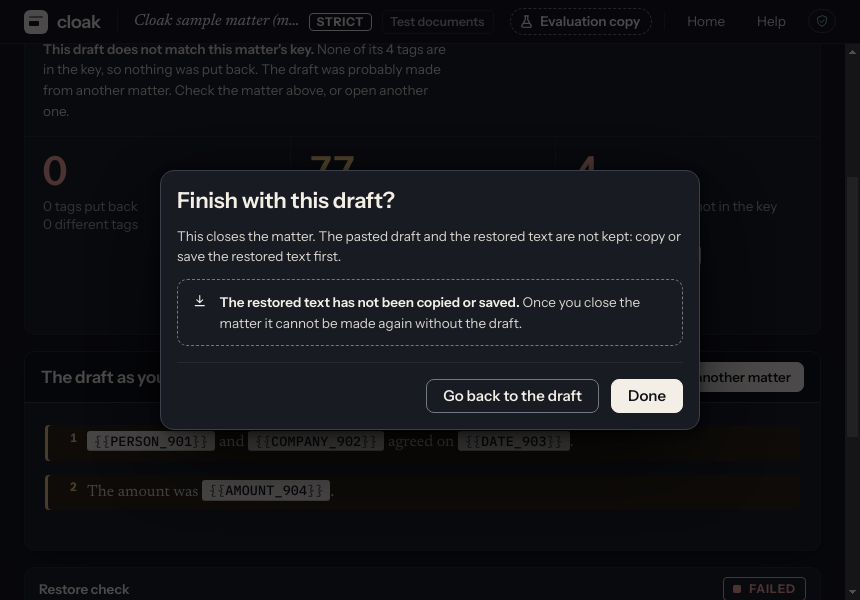 cloak
Cloak sample matter (m...
STRICT
Test documents
Evaluation copy
Home
Help
This draft does not match this matter's key. None of its 4 tags are
in the key, so nothing was put back. The draft was probably made
from another matter. Check the matter above, or open another
one.
0
77
4
0 tags put back
not in the key
0 different tags
Finish with this draft?
This closes the matter. The pasted draft and the restored text are not kept: copy or
save the restored text first.
The restored text has not been copied or saved. Once you close the
matter it cannot be made again without the draft.
Go back to the draft
Done
The draft as you
another matter
1 {{PERSON_901}} and {{COMPANY_902}} agreed on {{DATE_903}}.
2 The amount was {{AMOUNT_904}}.
Restore check
FAILED